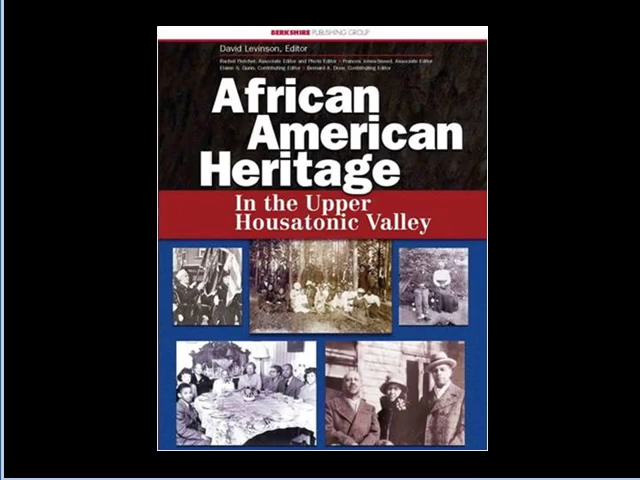 BERKSHIRE PUBLISHING GROUP
David Levinson, Editor
Rachel Fletcher, Associate Editor and Photo Editor • Frances Jones-Sneed, Associate Editor
Elaine S. Gunn, Contributing Editor • Bernard A. Drew, Contributing Editor
African
American
Heritage
In the Upper
Housatonic Valley